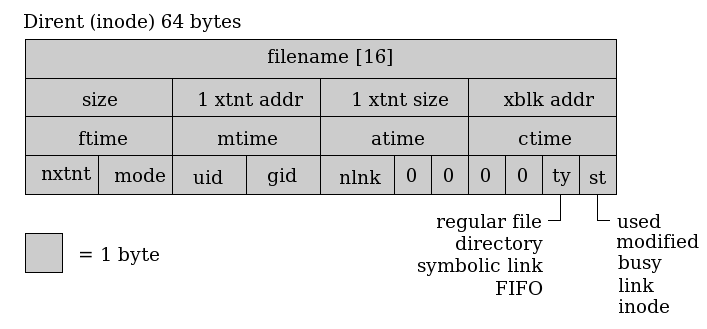 Dirent (inode) 64 bytes
filename [16]
size 1 xtnt addr 1 xtnt size xblk addr
ftime mtime atime ctime
nxtnt mode uid gid nlnk 0 0 0 0 ty st
regular file
directory
symbolic link
FIFO
used
modified
busy
link
inode
= 1 byte